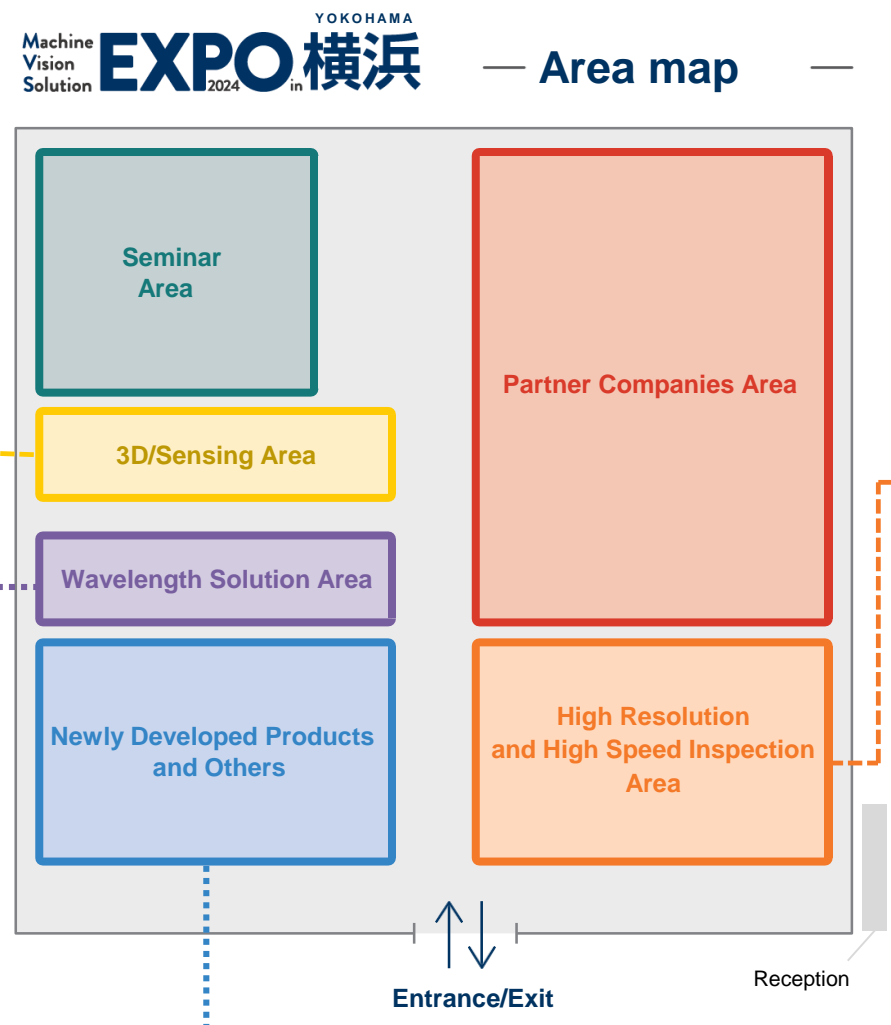 YOKOHAMA
Machine
Vision
Solution
EXPO 2024 in 横浜
Area map
Seminar
Area
Partner Companies Area
3D/Sensing Area
Wavelength Solution Area
Newly Developed Products
and Others
High Resolution
and High Speed Inspection
Area
Reception
Entrance/Exit